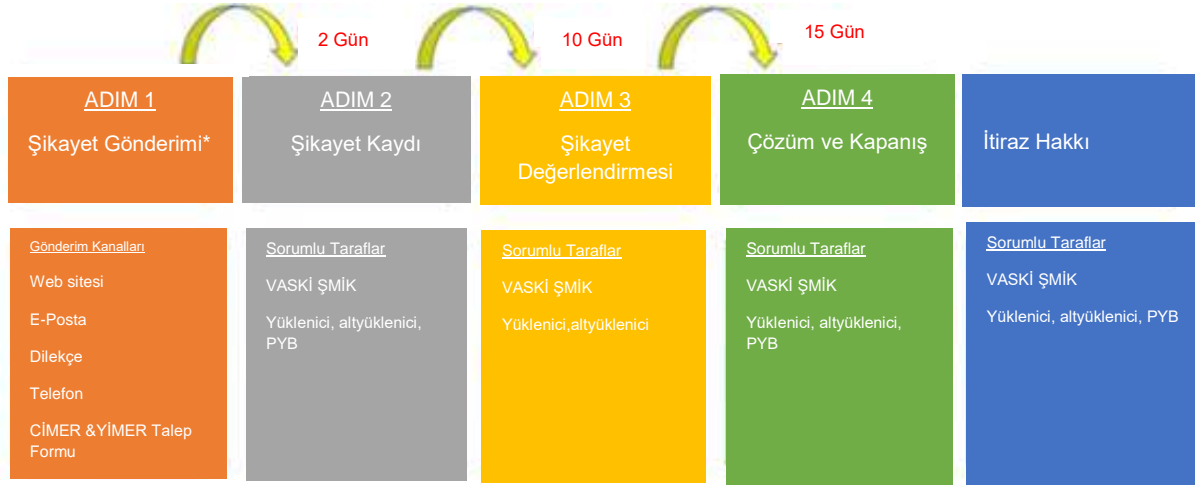 2 Gün
10 Gün
15 Gün
ADIM 1
Şikayet Gönderimi*
ADIM 2
Şikayet Kaydı
ADIM 3
Şikayet
Değerlendirmesi
ADIM 4
Çözüm ve Kapanış
İtiraz Hakkı
Gönderim Kanalları
Web sitesi
E-Posta
Dilekçe
Telefon
CİMER &YİMER Talep
Formu
Sorumlu Taraflar
VASKİ ŞMİK
Yüklenici, altyüklenici,
PYB
Sorumlu Taraflar
VASKİ ŞMİK
Yüklenici,altyüklenici
Sorumlu Taraflar
VASKİ ŞMİK
Yüklenici, altyüklenici,
PYB
Sorumlu Taraflar
VASKİ ŞMİK
Yüklenici, altyüklenici, PYB